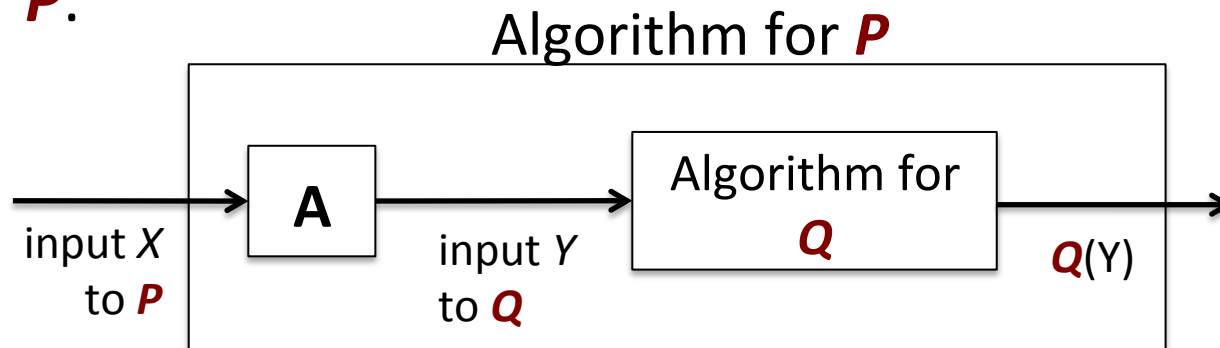 P.
Algorithm for P
A
Algorithm for
Q
input X
to P
input Y
to Q
Q(Y)